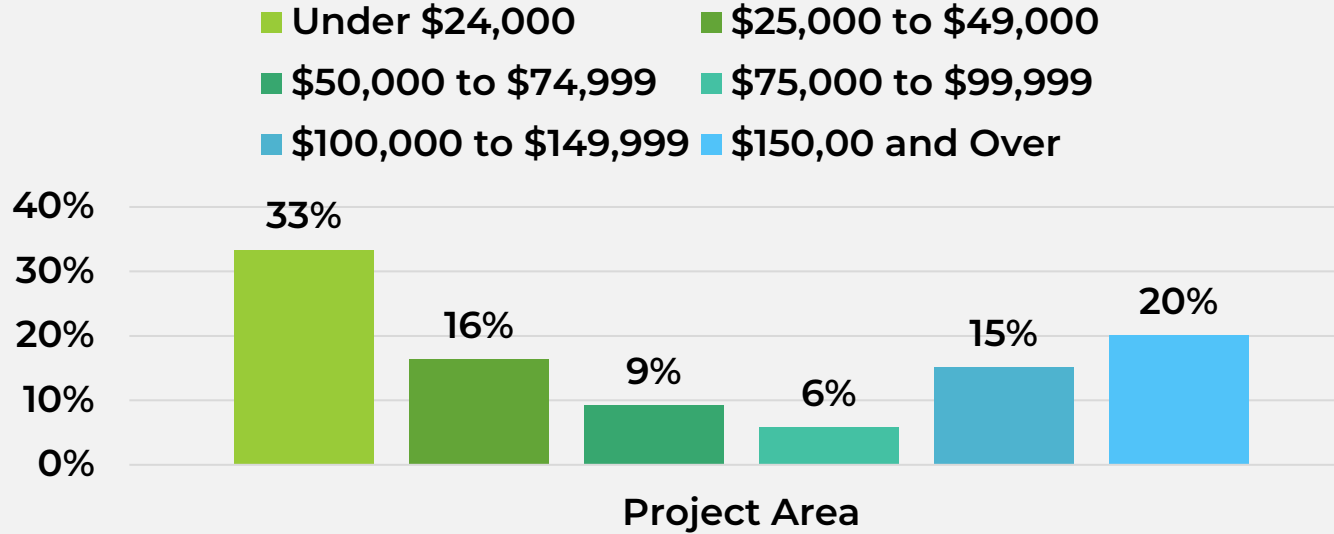 Under $24,000
$25,000 to $49,000
$50,000 to $74,999
$75,000 to $99,999
$100,000 to $149,999
$150,00 and Over
40%
30%
20%
10%
0%
33%
16%
9%
6%
15%
20%
Project Area